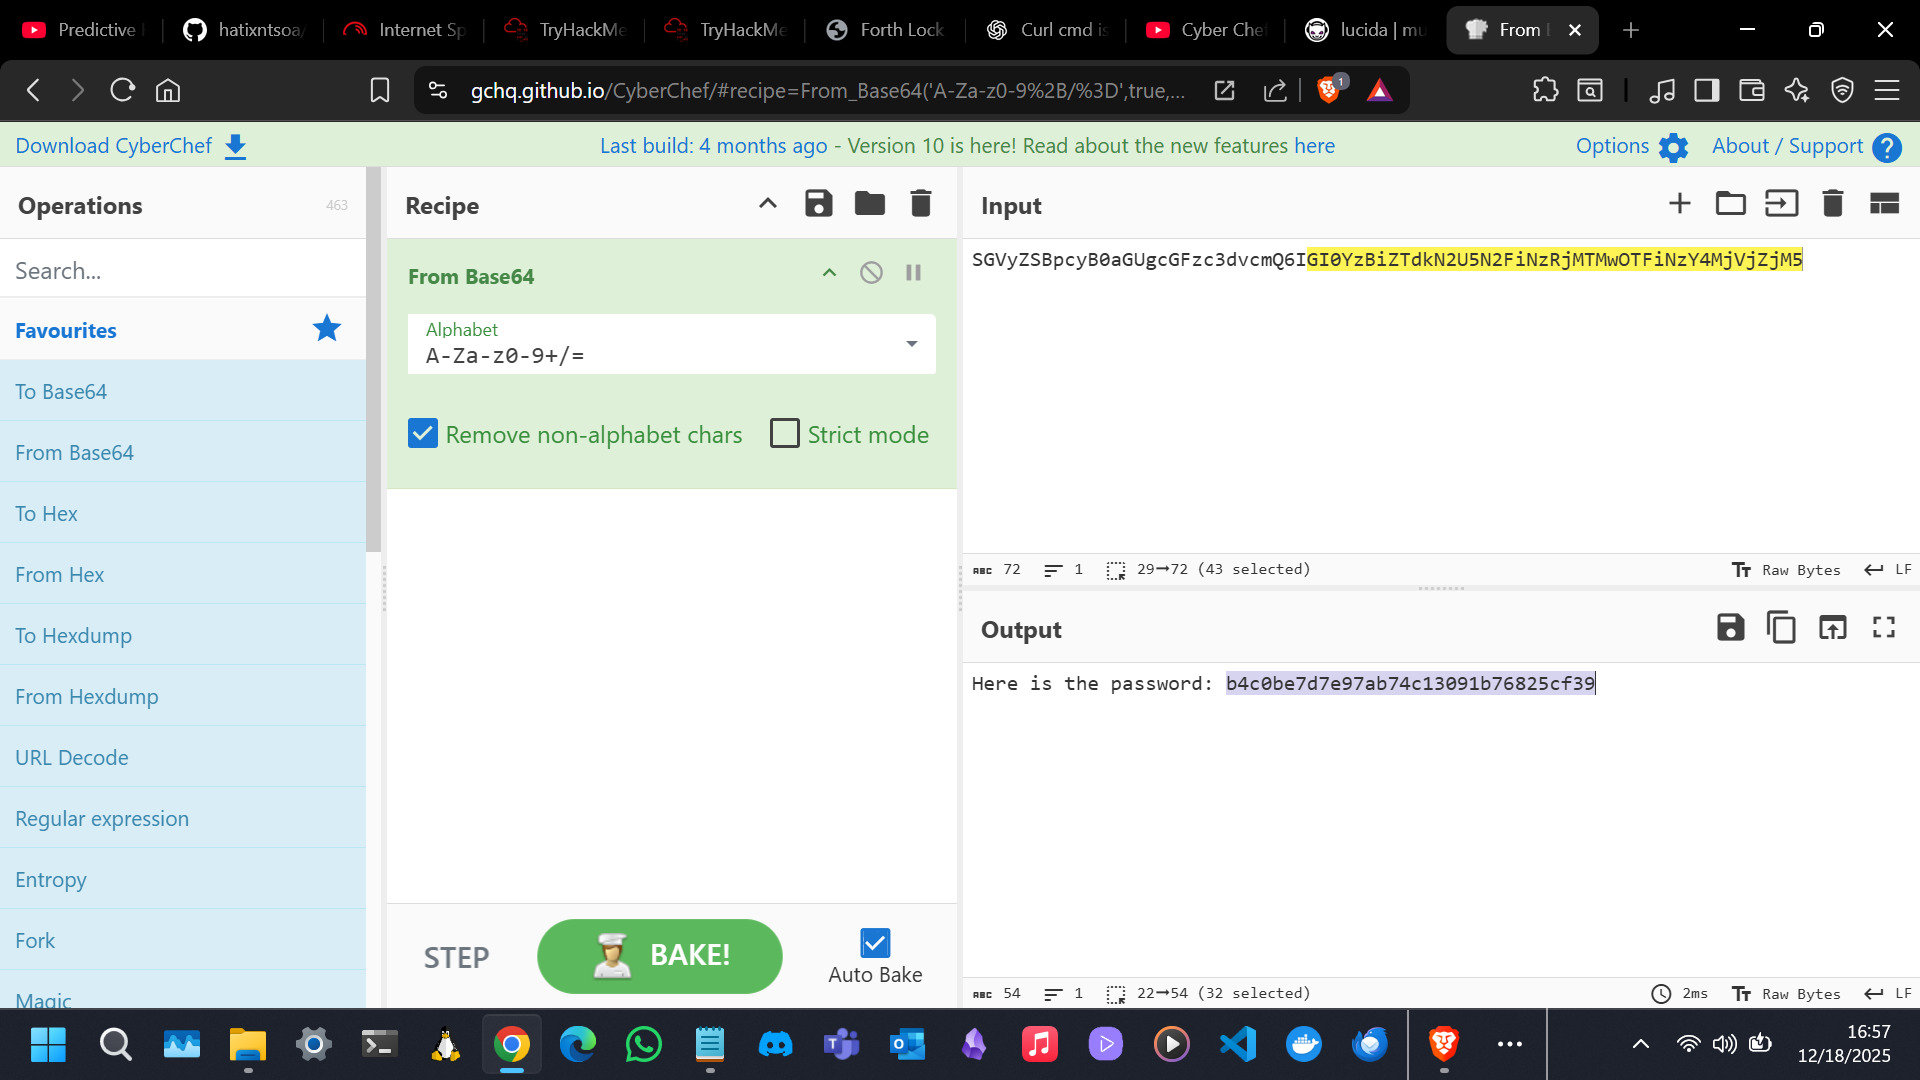 Predictive
hatixntsoa/
Internet Sp
TryHackMe
TryHackMe
Forth Lock
Curl cmd is
Cyber Chef
lucida | mu
From
gchq.github.io/CyberChef/#recipe=From_Base64('A-Za-z0-9%2B/%3D',true,...
1
Download CyberChef
Last build: 4 months ago - Version 10 is here! Read about the new features here
Options
About / Support
Operations
463
Search...
Favourites
To Base64
From Base64
To Hex
From Hex
To Hexdump
From Hexdump
URL Decode
Regular expression
Entropy
Fork
Magic
Recipe
From Base64
Alphabet
A-Za-z0-9+/=
Remove non-alphabet chars
Strict mode
STEP
BAKE!
Auto Bake
Input
SGVyZSBpcyB0aGUgcGFzc3dvcmQ6IGI0YzBiZTdkN2U5N2FiNzRjMTMwOTFiNzY4MjVjZjM5
ABC 72 1 29→72 (43 selected)
Raw Bytes LF
Output
Here is the password: b4c0be7d7e97ab74c13091b76825cf39
ABC 54 1 22→54 (32 selected)
2ms Raw Bytes LF
16:57
12/18/2025